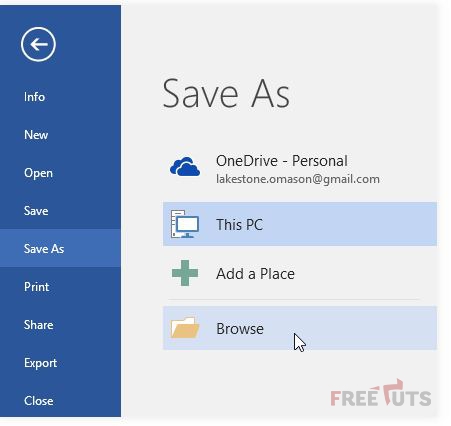 Info
New
Open
Save
Save As
Print
Share
Export
Close
Save As
OneDrive - Personal
lakestone.omason@gmail.com
This PC
Add a Place
Browse
FREETUTS